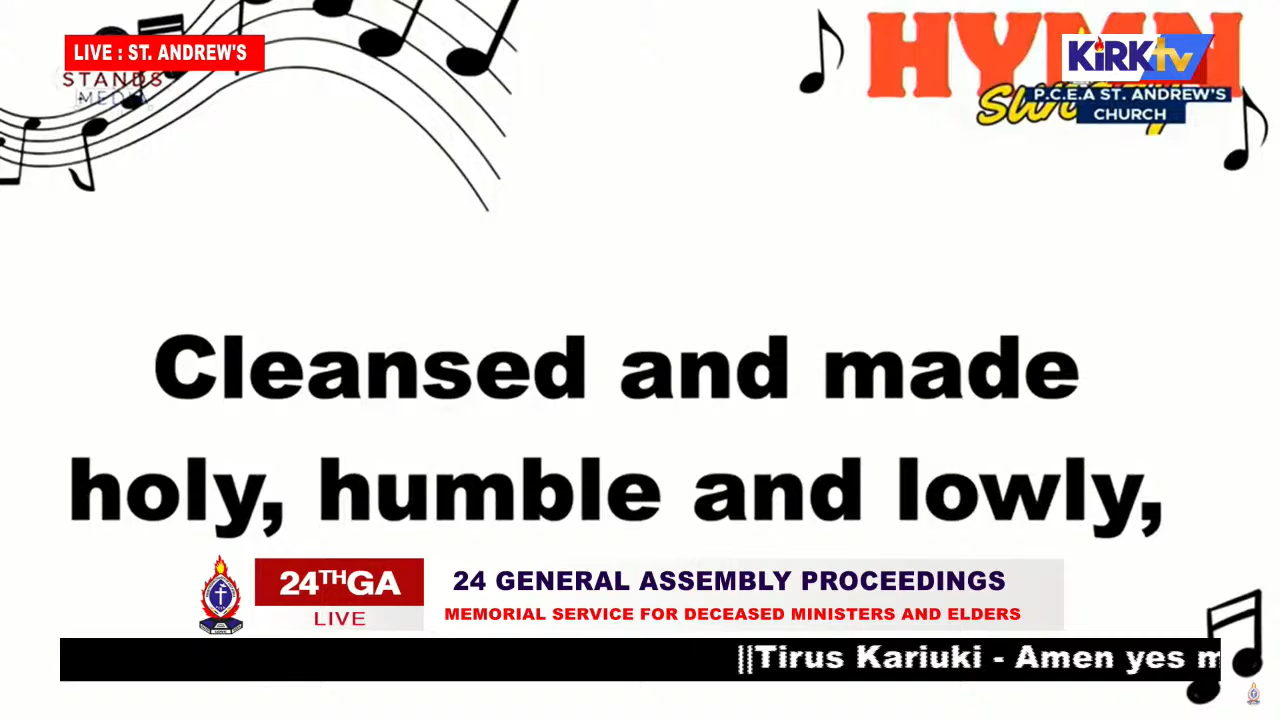 LIVE : ST. ANDREW'S
STANDS
MEDIA
HYMN
KiRKtv
P.C.E.A ST. ANDREW'S
CHURCH
Cleansed and made
holy, humble and lowly,
24THGA
LIVE
24 GENERAL ASSEMBLY PROCEEDINGS
MEMORIAL SERVICE FOR DECEASED MINISTERS AND ELDERS
||Tirus Kariuki - Amen yes m